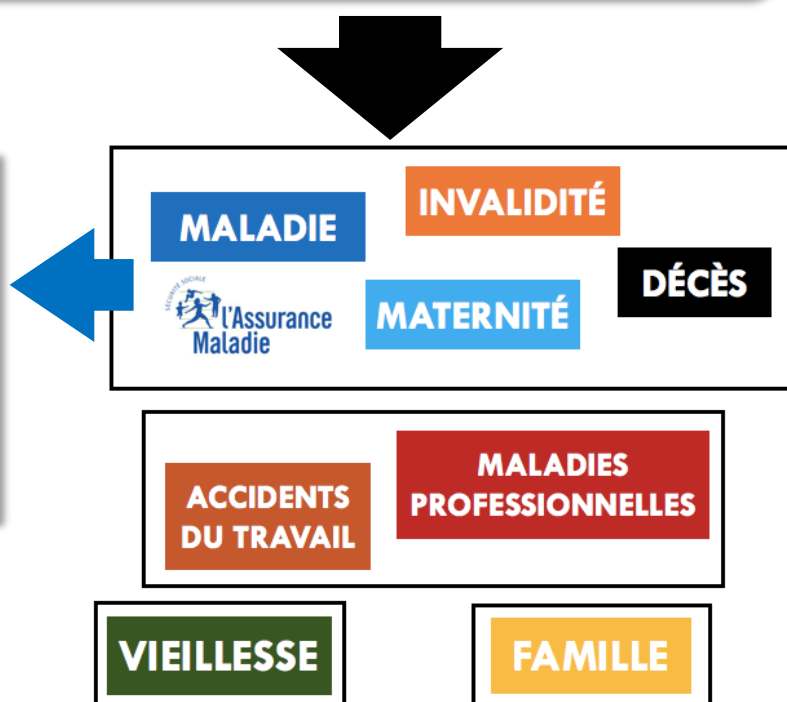 INVALIDITÉ
MALADIE
DÉCÈS
SÉCURITÉ SOCIALE
l'Assurance
Maladie
MATERNITÉ
MALADIES
PROFESSIONNELLES
ACCIDENTS
DU TRAVAIL
VIEILLESSE
FAMILLE